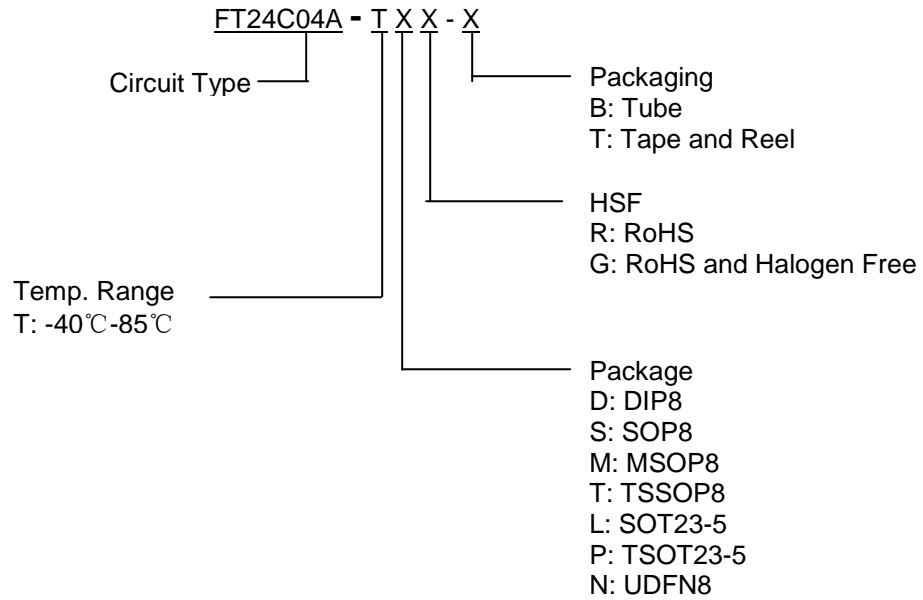 FT24C04A - T X X - X
Circuit Type
Packaging
B: Tube
T: Tape and Reel
HSF
R: RoHS
G: RoHS and Halogen Free
Temp. Range
T: -40℃-85℃
Package
D: DIP8
S: SOP8
M: MSOP8
T: TSSOP8
L: SOT23-5
P: TSOT23-5
N: UDFN8